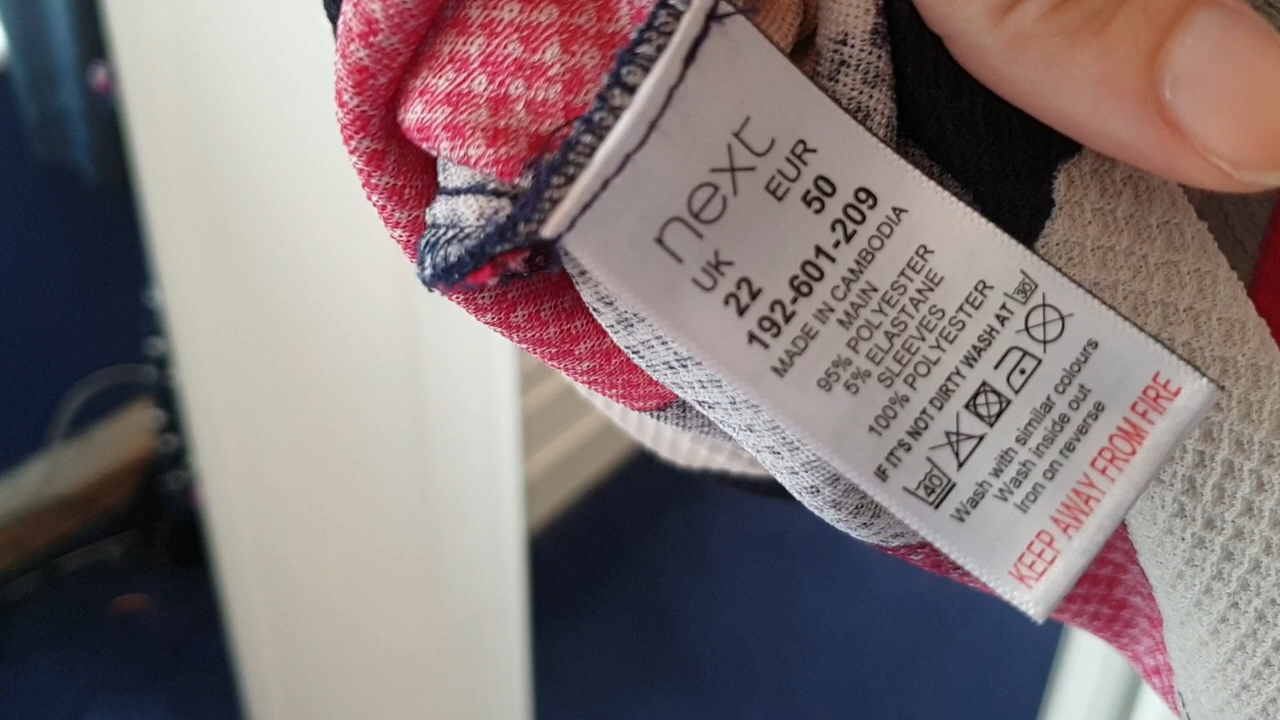 next
UK EUR
22 50
192-601-209
MADE IN CAMBODIA
MAIN
95% POLYESTER
5% ELASTANE
SLEEVES
100% POLYESTER
IF IT'S NOT DIRTY WASH AT 30
40
Wash with similar colours
Wash inside out
Iron on reverse
KEEP AWAY FROM FIRE